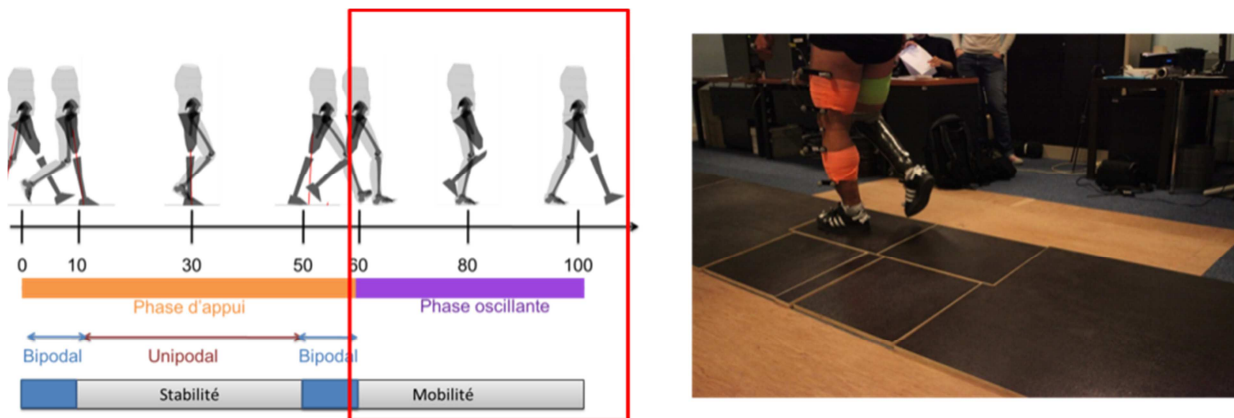 0 10 30 50 60 80 100
Phase d'appui Phase oscillante
Bipodal Unipodal Bipodal
Stabilité Mobilité